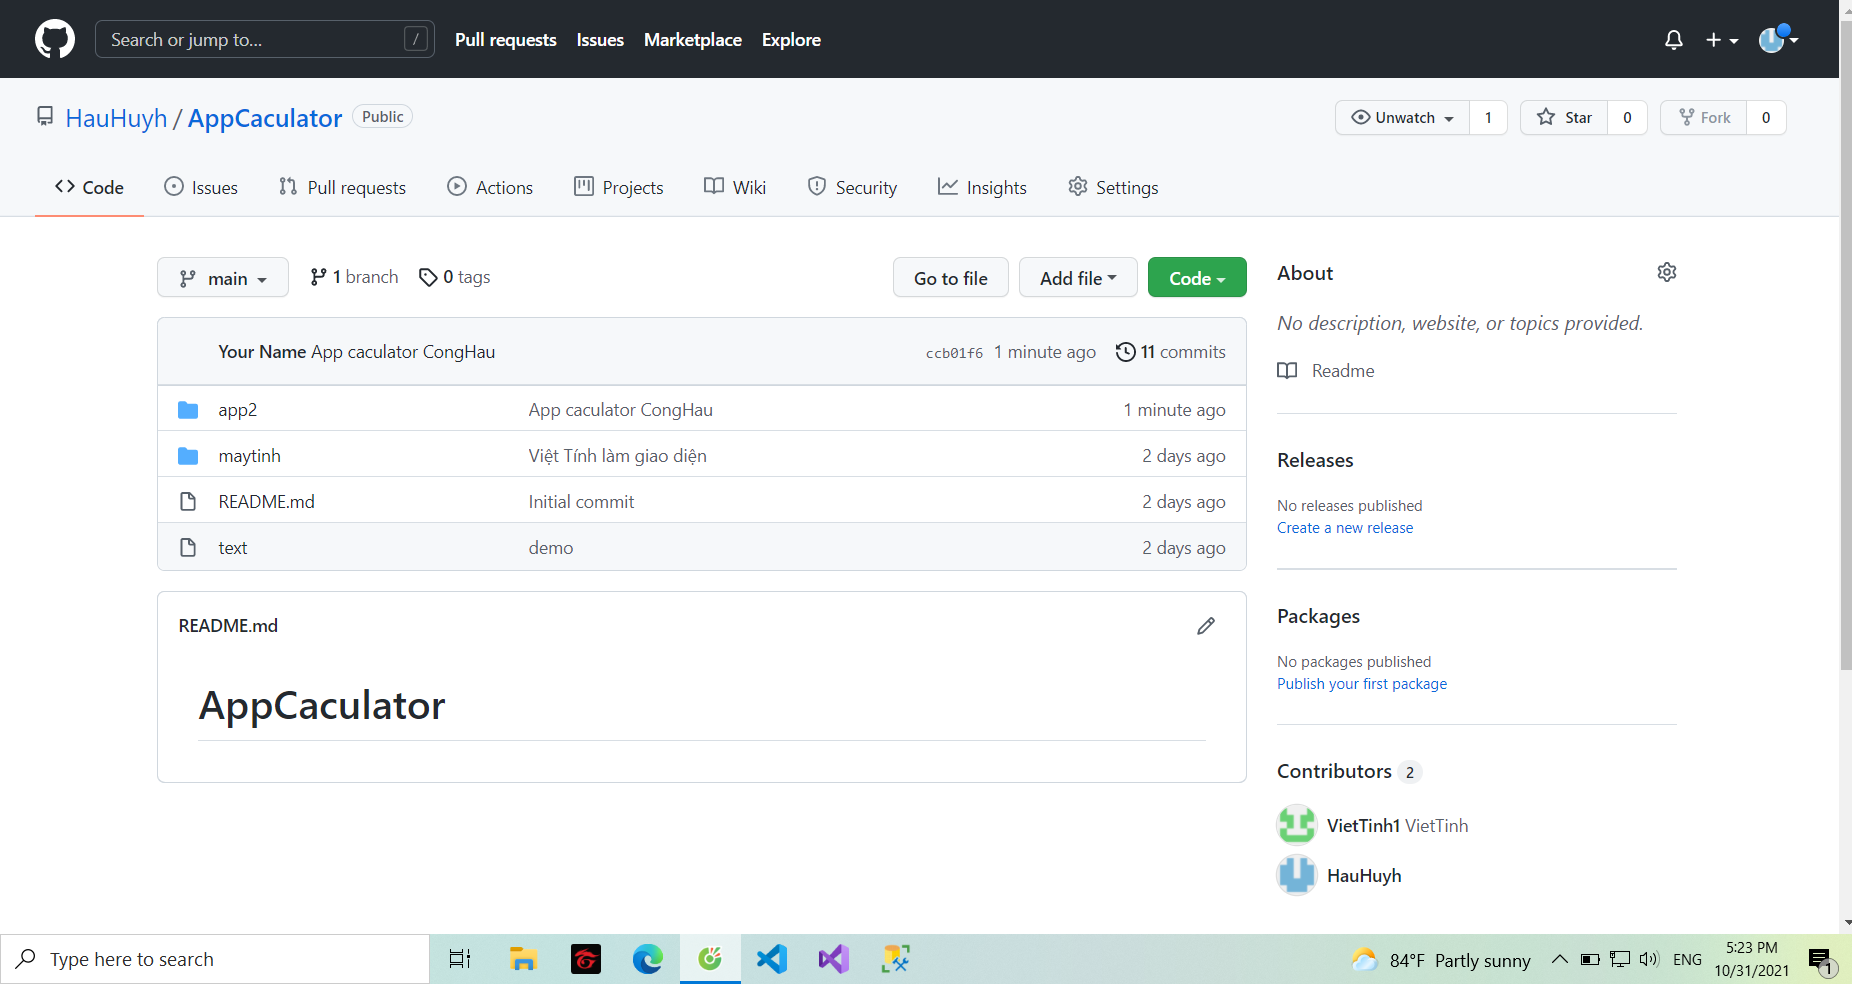 Search or jump to... / Pull requests Issues Marketplace Explore
HauHuyh / AppCaculator Public Unwatch 1 Star 0 Fork 0
Code Issues Pull requests Actions Projects Wiki Security Insights Settings
main 1 branch 0 tags Go to file Add file Code
Your Name App caculator CongHau ccb01f6 1 minute ago 11 commits
app2 App caculator CongHau 1 minute ago
maytinh Việt Tính làm giao diện 2 days ago
README.md Initial commit 2 days ago
text demo 2 days ago
README.md
AppCaculator
About
No description, website, or topics provided.
Readme
Releases
No releases published
Create a new release
Packages
No packages published
Publish your first package
Contributors 2
VietTinh1 VietTinh
HauHuyh
Type here to search 84°F Partly sunny ENG 5:23 PM
10/31/2021 1